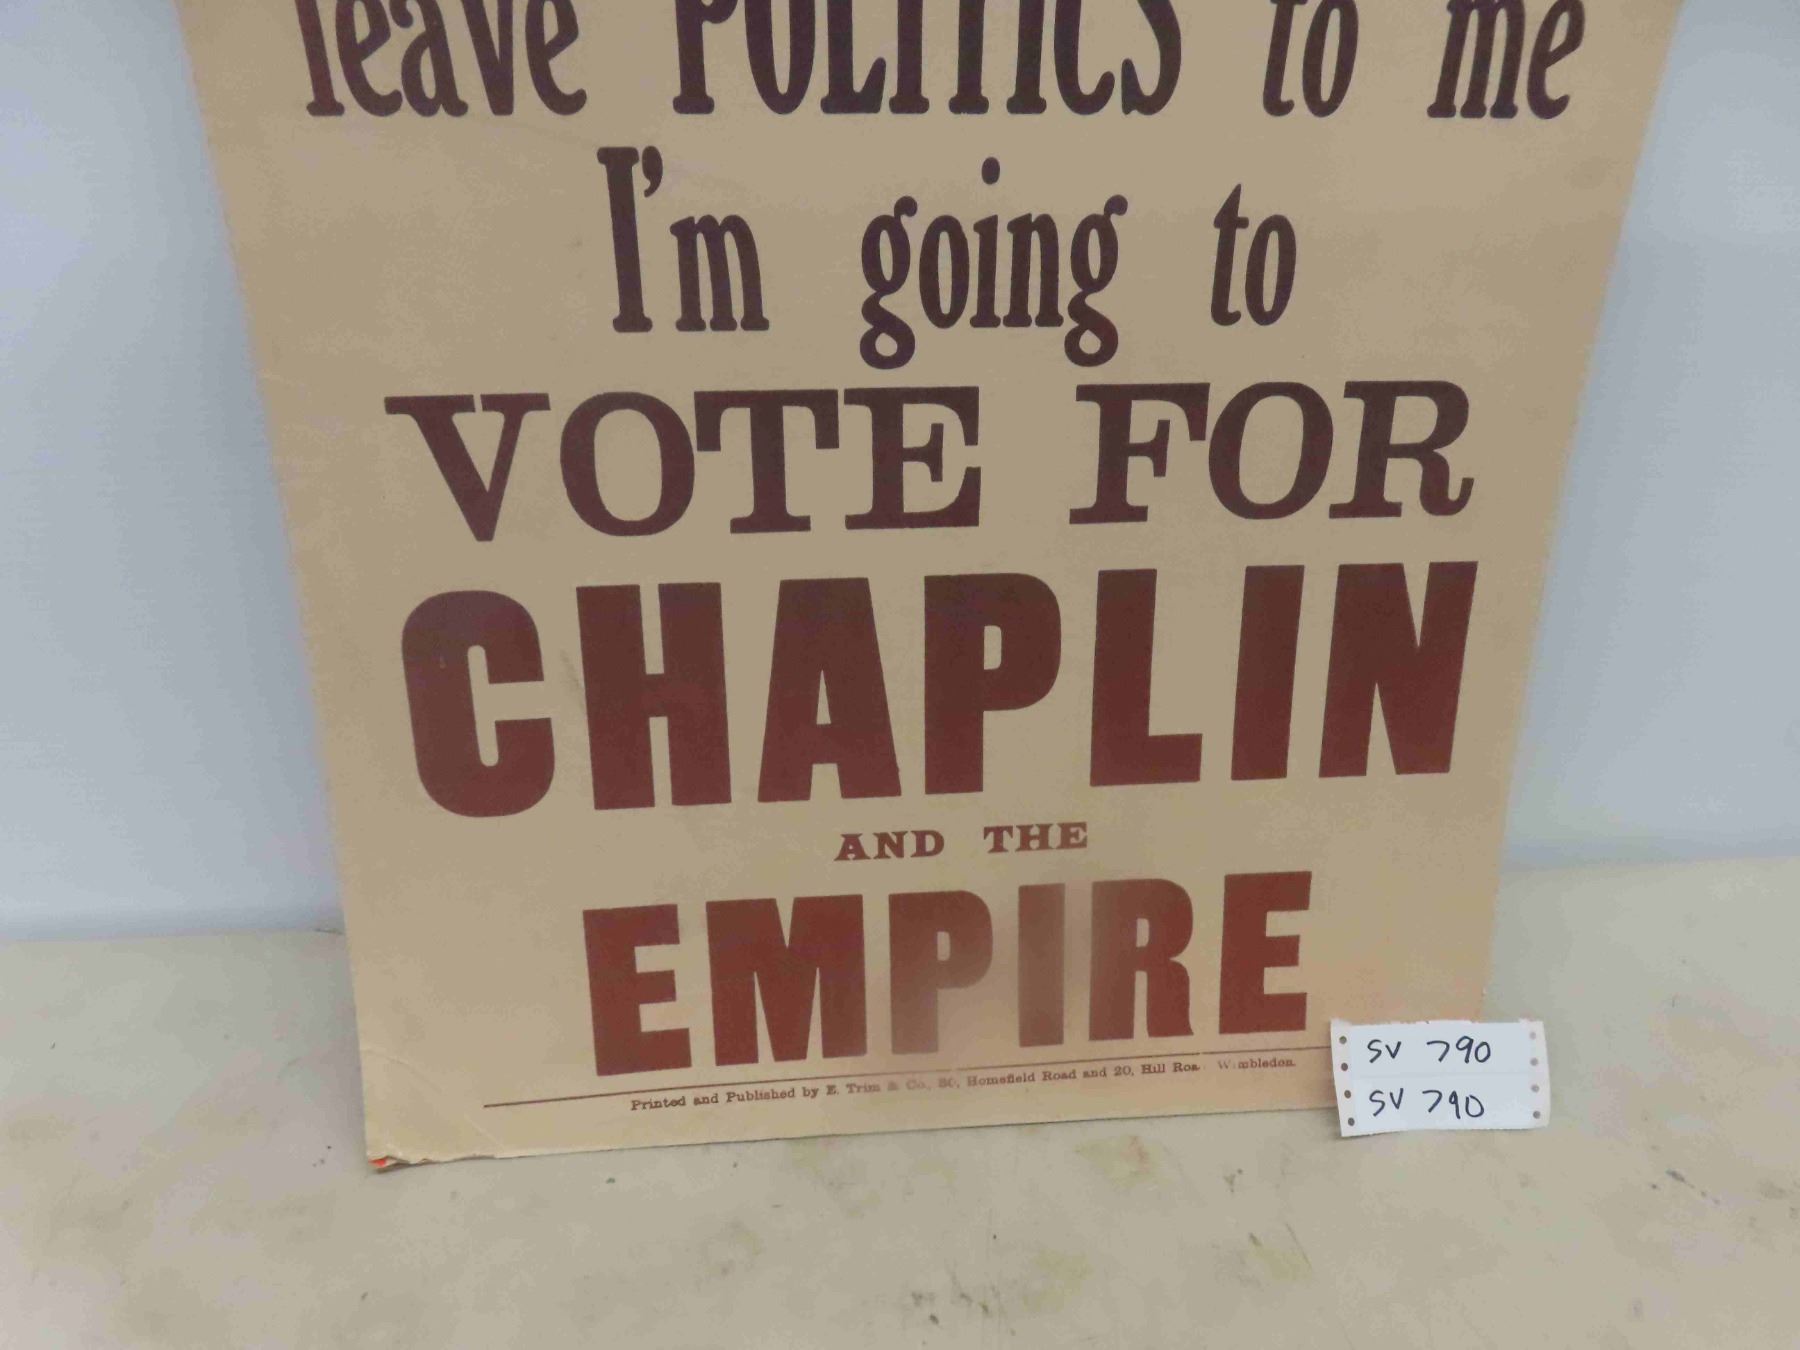 leave POLITICS to me
I'm going to
VOTE FOR
CHAPLIN
AND THE
EMPIRE
Printed and Published by E. Trim & Co., 30, Homefield Road and 20, Hill Roa Wimbledon.
SV 790
SV 790